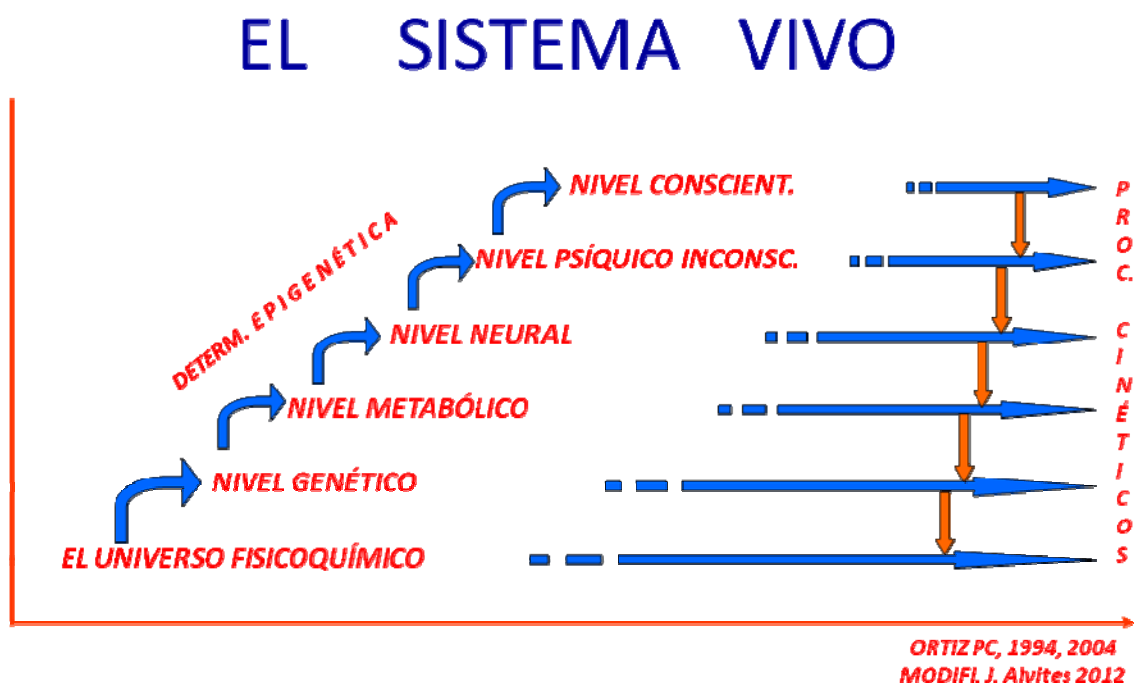 EL SISTEMA VIVO
NIVEL CONSCIENT.
NIVEL PSÍQUICO INCONSC.
NIVEL NEURAL
NIVEL METABÓLICO
NIVEL GENÉTICO
EL UNIVERSO FISICOQUÍMICO
DETERM. EPIGENÉTICA
PROC. CINÉTICOS
ORTIZ PC, 1994, 2004
MODIFI. J. Alvites 2012